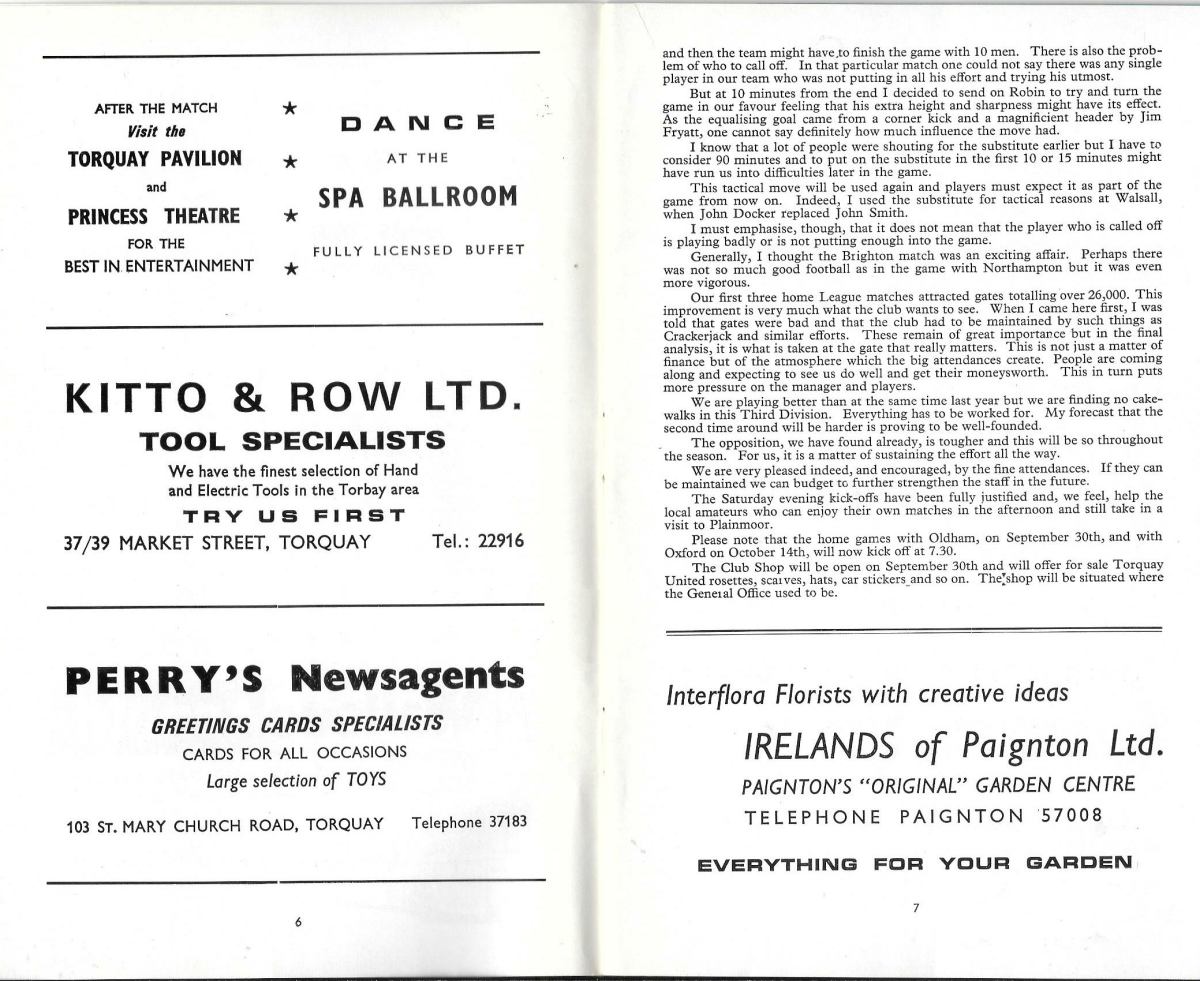 AFTER THE MATCH
Visit the
TORQUAY PAVILION
and
PRINCESS THEATRE
FOR THE
BEST IN ENTERTAINMENT
DANCE
AT THE
SPA BALLROOM
FULLY LICENSED BUFFET
KITTO & ROW LTD.
TOOL SPECIALISTS
We have the finest selection of Hand
and Electric Tools in the Torbay area
TRY US FIRST
37/39 MARKET STREET, TORQUAY Tel.: 22916
PERRY'S Newsagents
GREETINGS CARDS SPECIALISTS
CARDS FOR ALL OCCASIONS
Large selection of TOYS
103 ST. MARY CHURCH ROAD, TORQUAY Telephone 37183
6
and then the team might have to finish the game with 10 men. There is also the prob-
lem of who to call off. In that particular match one could not say there was any single
player in our team who was not putting in all his effort and trying his utmost.
But at 10 minutes from the end I decided to send on Robin to try and turn the
game in our favour feeling that his extra height and sharpness might have its effect.
As the equalising goal came from a corner kick and a magnificient header by Jim
Fryatt, one cannot say definitely how much influence the move had.
I know that a lot of people were shouting for the substitute earlier but I have to
consider 90 minutes and to put on the substitute in the first 10 or 15 minutes might
have run us into difficulties later in the game.
This tactical move will be used again and players must expect it as part of the
game from now on. Indeed, I used the substitute for tactical reasons at Walsall,
when John Docker replaced John Smith.
I must emphasise, though, that it does not mean that the player who is called off
is playing badly or is not putting enough into the game.
Generally, I thought the Brighton match was an exciting affair. Perhaps there
was not so much good football as in the game with Northampton but it was even
more vigorous.
Our first three home League matches attracted gates totalling over 26,000. This
improvement is very much what the club wants to see. When I came here first, I was
told that gates were bad and that the club had to be maintained by such things as
Crackerjack and similar efforts. These remain of great importance but in the final
analysis, it is what is taken at the gate that really matters. This is not just a matter of
finance but of the atmosphere which the big attendances create. People are coming
along and expecting to see us do well and get their moneysworth. This in turn puts
more pressure on the manager and players.
We are playing better than at the same time last year but we are finding no cake-
walks in this Third Division. Everything has to be worked for. My forecast that the
second time around will be harder is proving to be well-founded.
The opposition, we have found already, is tougher and this will be so throughout
the season. For us, it is a matter of sustaining the effort all the way.
We are very pleased indeed, and encouraged, by the fine attendances. If they can
be maintained we can budget to further strengthen the staff in the future.
The Saturday evening kick-offs have been fully justified and, we feel, help the
local amateurs who can enjoy their own matches in the afternoon and still take in a
visit to Plainmoor.
Please note that the home games with Oldham, on September 30th, and with
Oxford on October 14th, will now kick off at 7.30.
The Club Shop will be open on September 30th and will offer for sale Torquay
United rosettes, scarves, hats, car stickers and so on. The shop will be situated where
the General Office used to be.
Interflora Florists with creative ideas
IRELANDS of Paignton Ltd.
PAIGNTON'S "ORIGINAL" GARDEN CENTRE
TELEPHONE PAIGNTON 57008
EVERYTHING FOR YOUR GARDEN
7